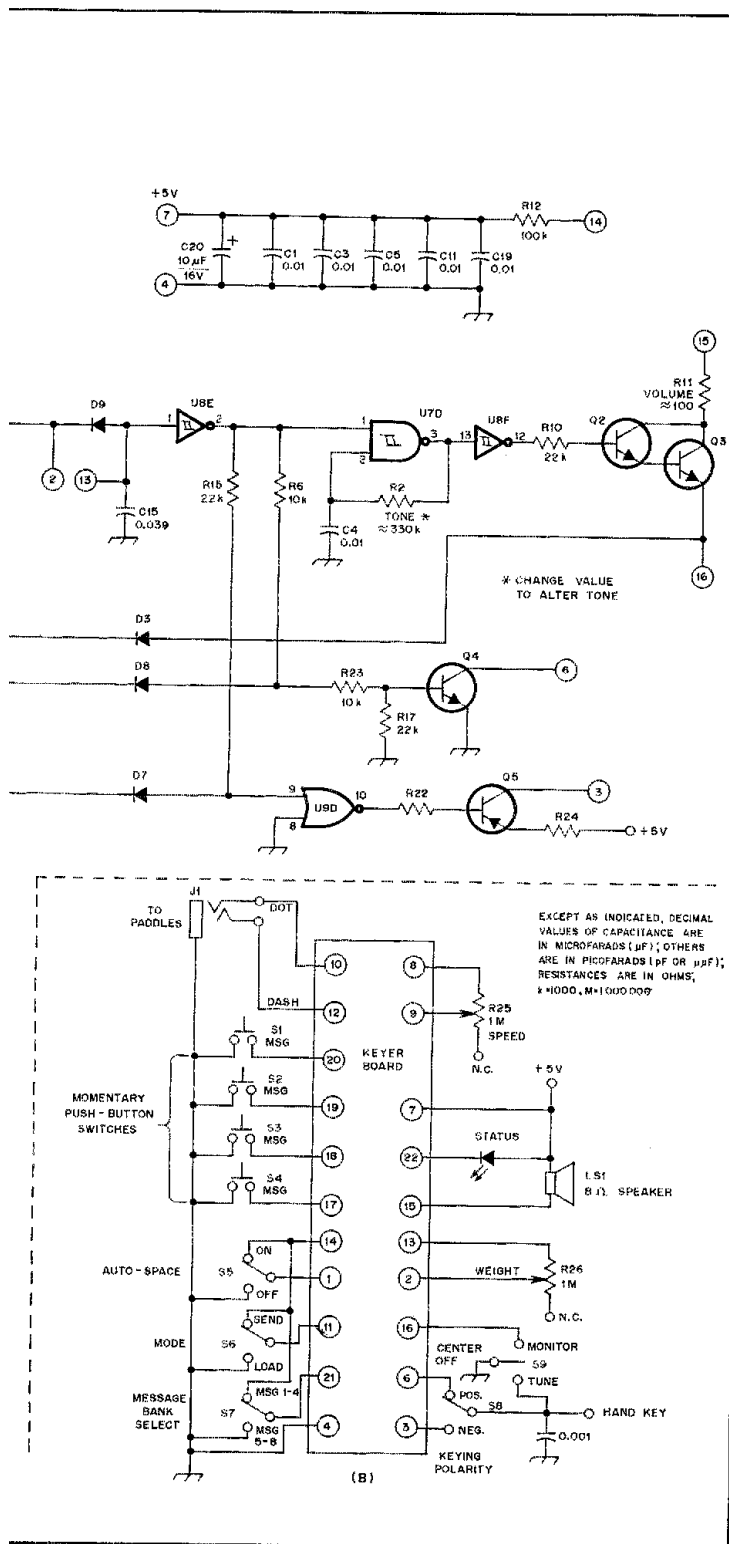 +5V
7
R12
100k
14
C20
10 µF
16V
+
C1
0.01
C3
0.01
C5
0.01
C11
0.01
C19
0.01
4
15
R11
VOLUME
≈100
D9
1
U8E
2
1
2
U7D
3
13
U8F
12
R10
22k
Q2
Q3
2
13
C15
0.039
R15
22k
R6
10k
R2
TONE *
≈330k
C4
0.01
16
* CHANGE VALUE
TO ALTER TONE
D3
D8
R23
10k
R17
22k
Q4
6
D7
9
8
U9D
10
R22
Q5
3
R24
+5V
J1
TO
PADDLES
DOT
DASH
10
12
8
9
R25
1M
SPEED
N.C.
EXCEPT AS INDICATED, DECIMAL
VALUES OF CAPACITANCE ARE
IN MICROFARADS (µF); OTHERS
ARE IN PICOFARADS (pF OR µµF);
RESISTANCES ARE IN OHMS;
k=1000, M=1000 000
KEYER
BOARD
MOMENTARY
PUSH-BUTTON
SWITCHES
S1
MSG
20
S2
MSG
19
S3
MSG
18
S4
MSG
17
+5V
7
STATUS
22
15
LS1
8 Ω SPEAKER
AUTO-SPACE
ON
S5
OFF
14
1
13
2
WEIGHT
R26
1M
N.C.
MODE
SEND
S6
LOAD
11
MESSAGE
BANK
SELECT
MSG 1-4
S7
MSG
5-8
21
4
16
MONITOR
CENTER
OFF
S9
TUNE
6
POS.
S8
3
NEG.
HAND KEY
0.001
KEYING
POLARITY
(B)